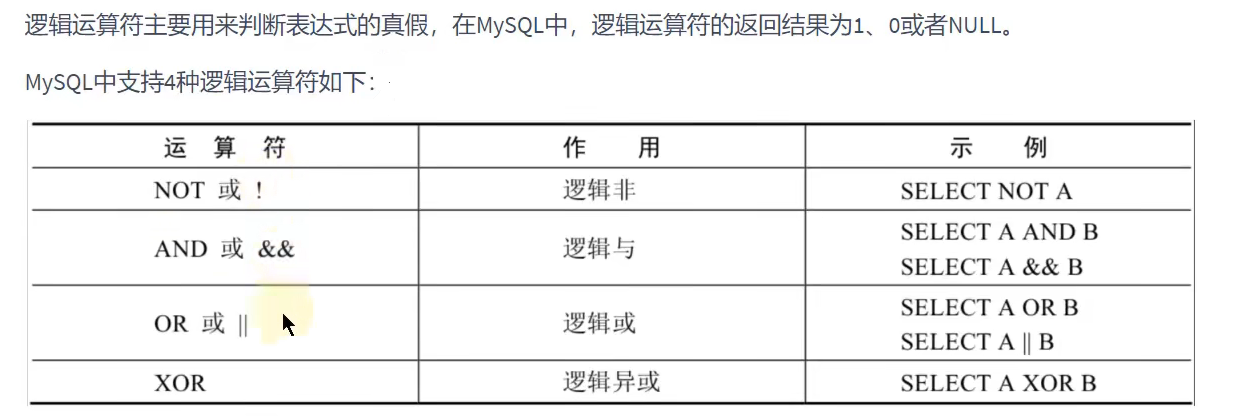 逻辑运算符主要用来判断表达式的真假，在MySQL中，逻辑运算符的返回结果为1、0或者NULL。
MySQL中支持4种逻辑运算符如下：
运 算 符 作 用 示 例
NOT 或 ! 逻辑非 SELECT NOT A
AND 或 && 逻辑与 SELECT A AND B
SELECT A && B
OR 或 || 逻辑或 SELECT A OR B
SELECT A || B
XOR 逻辑异或 SELECT A XOR B